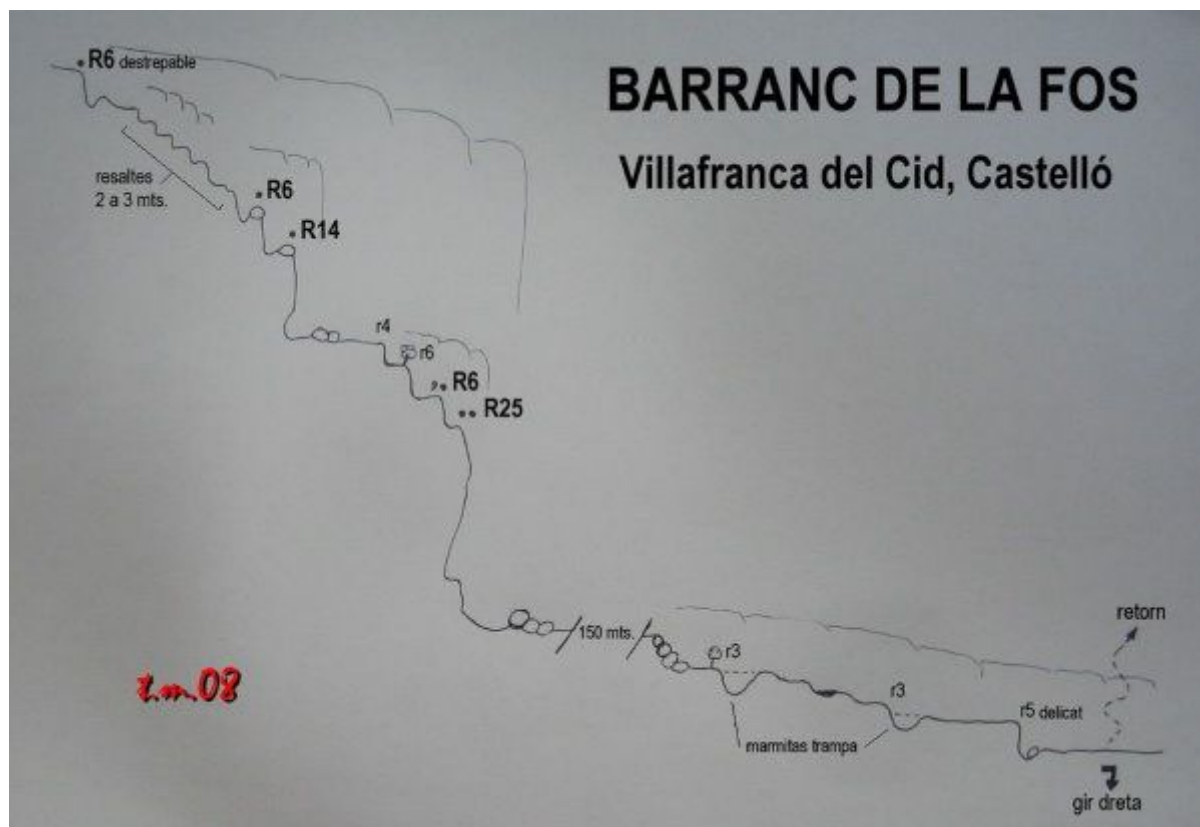 BARRANC DE LA FOS
Villafranca del Cid, Castelló
R6 destrepable
resaltes
2 a 3 mts.
R6
R14
r4
r6
R6
R25
150 mts.
r3
r3
r5 delicat
retorn
marmitas trampa
gir dreta
t.m.08